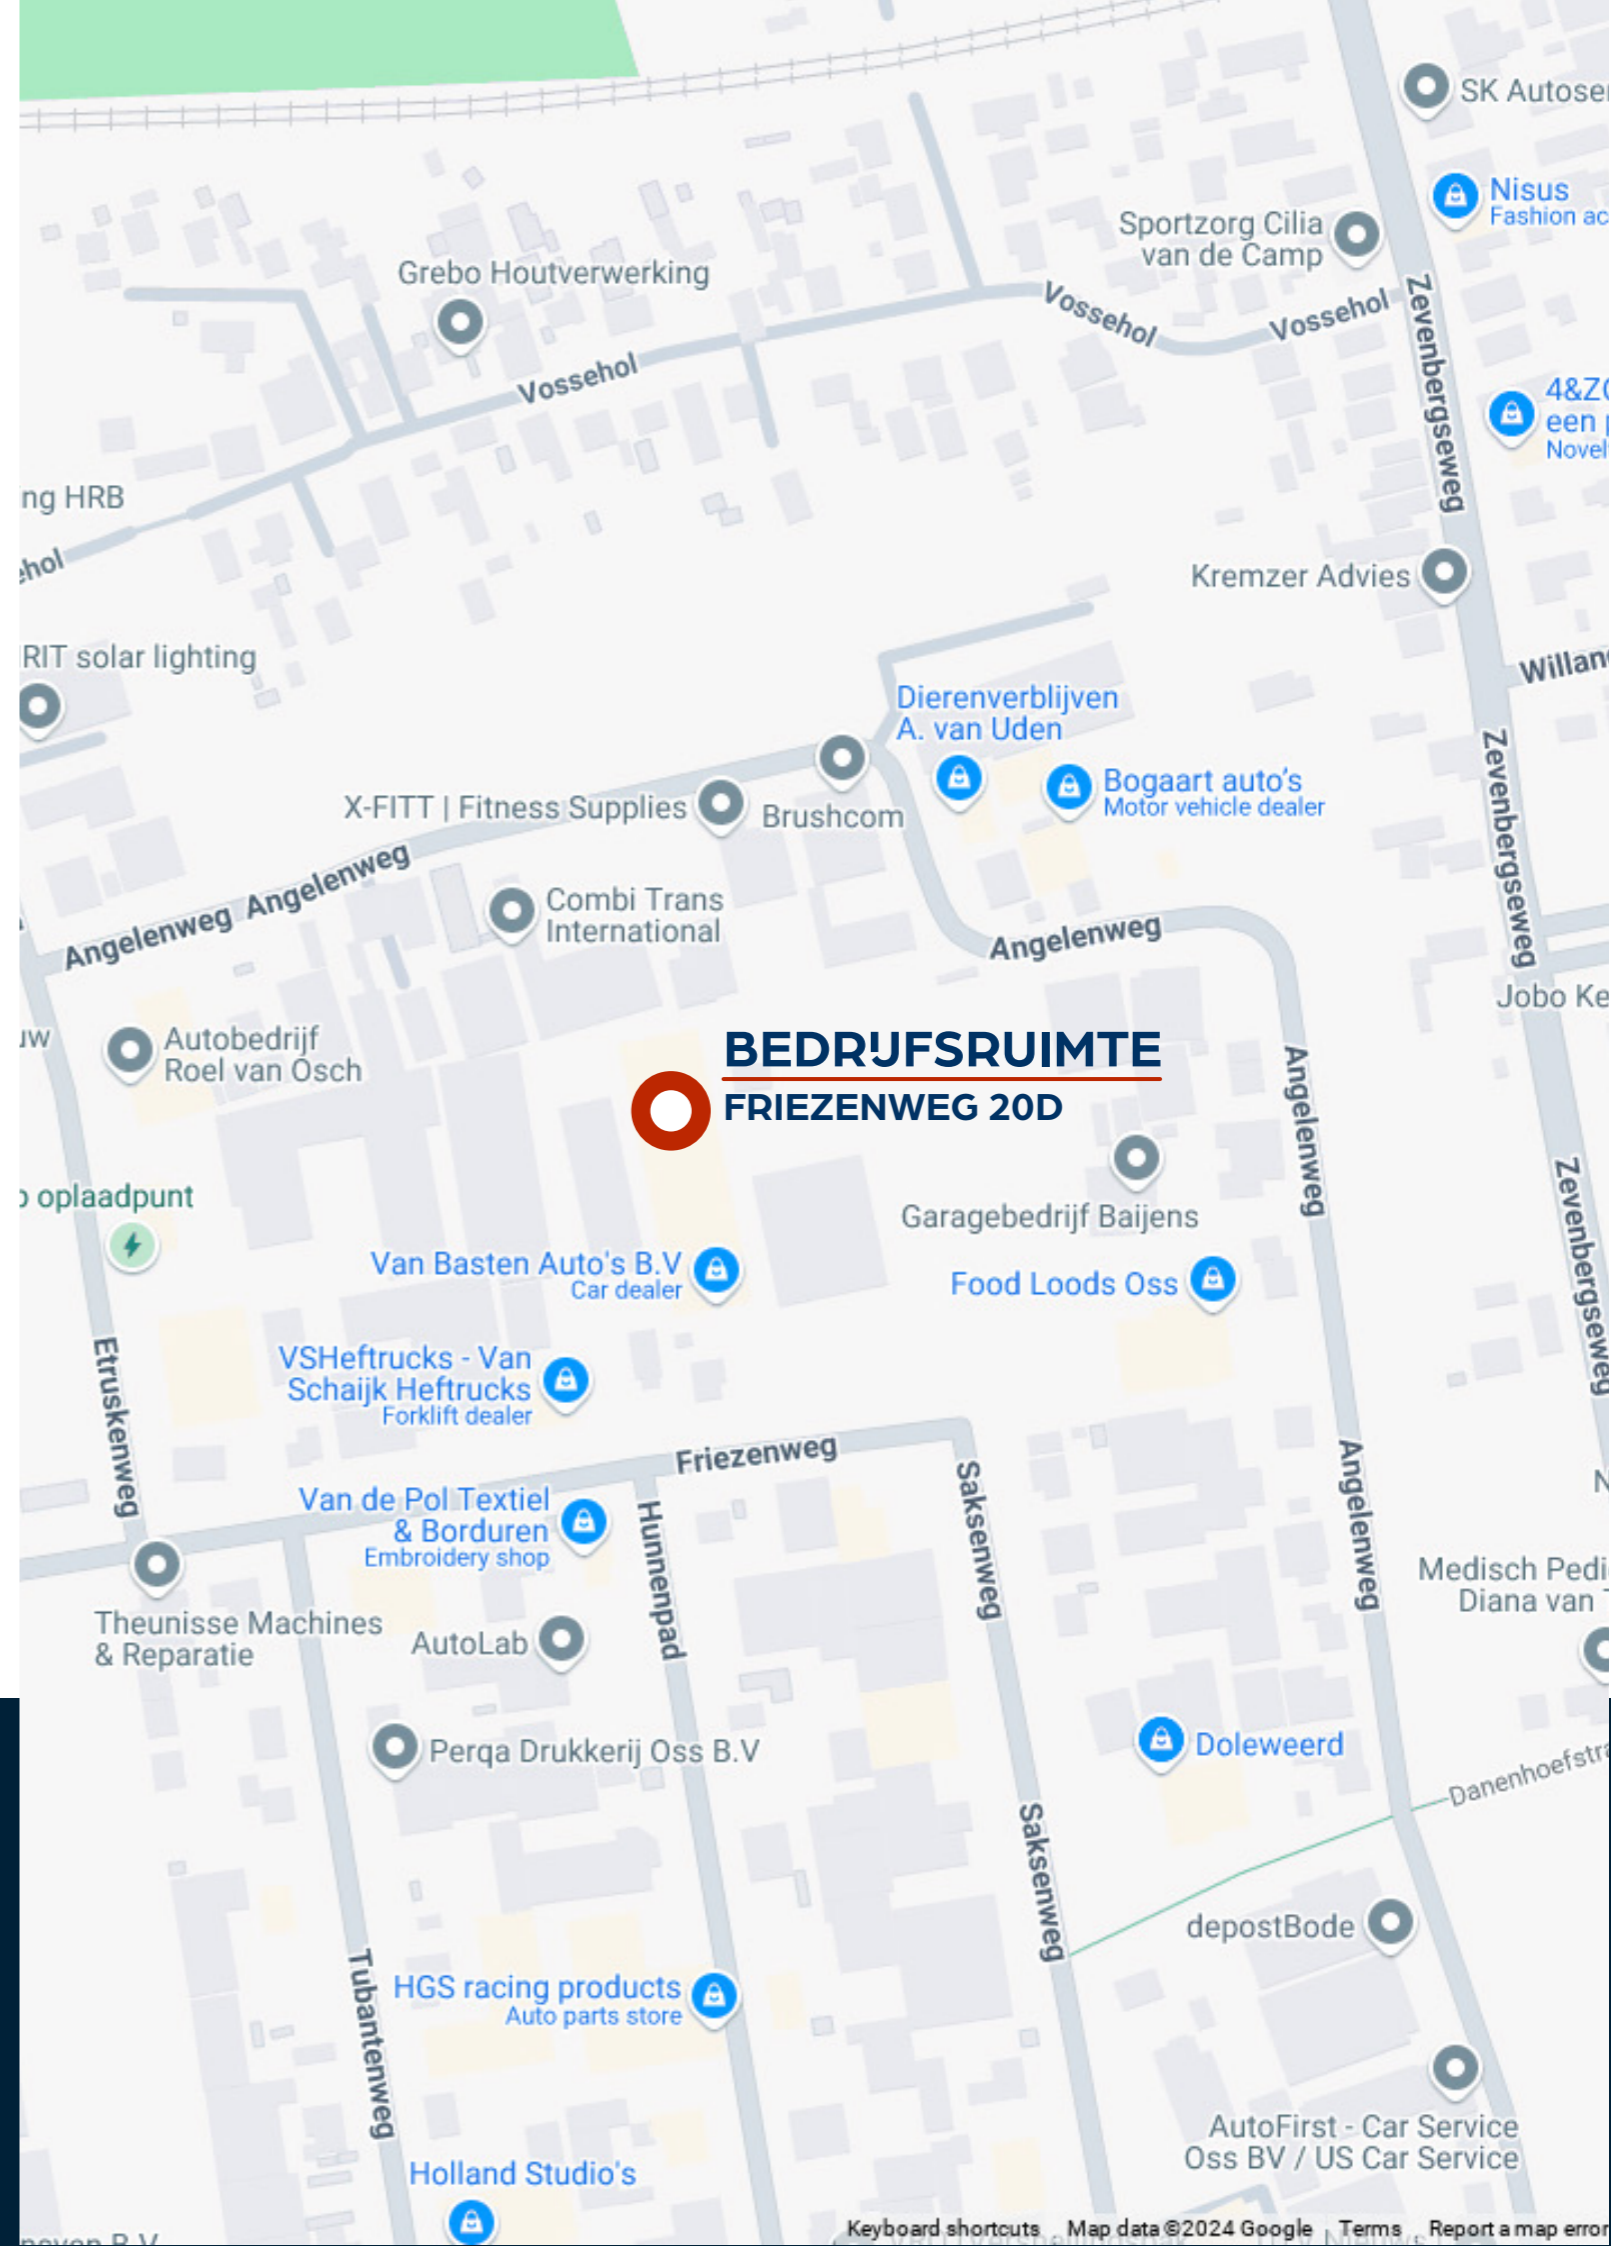 SK Autoser
Nisus
Fashion ac
Sportzorg Cilia
van de Camp
Grebo Houtverwerking
Vossehol
Vossehol
Vossehol
Zevenbergseweg
4&ZO
een p
Novel
ng HRB
ehol
Kremzer Advies
RIT solar lighting
Willan
Dierenverblijven
A. van Uden
Bogaart auto's
Motor vehicle dealer
X-FITT | Fitness Supplies
Brushcom
Zevenbergseweg
Angelenweg
Angelenweg
Combi Trans
International
Angelenweg
Jobo Ke
uw
Autobedrijf
Roel van Osch
BEDRIJFSRUIMTE
FRIEZENWEG 20D
Angelenweg
Garagebedrijf Baijens
oplaadpunt
Zevenbergseweg
Van Basten Auto's B.V
Car dealer
Food Loods Oss
Etruskenweg
VSHeftrucks - Van
Schaijk Heftrucks
Forklift dealer
Friezenweg
Saksenweg
Angelenweg
N
Van de Pol Textiel
& Borduren
Embroidery shop
Hunnenpad
Medisch Pedi
Diana van
Theunisse Machines
& Reparatie
AutoLab
Perqa Drukkerij Oss B.V
Doleweerd
Danenhoefstra
Saksenweg
depostBode
Tubantenweg
HGS racing products
Auto parts store
AutoFirst - Car Service
Oss BV / US Car Service
Holland Studio's
Keyboard shortcuts Map data ©2024 Google Terms Report a map error